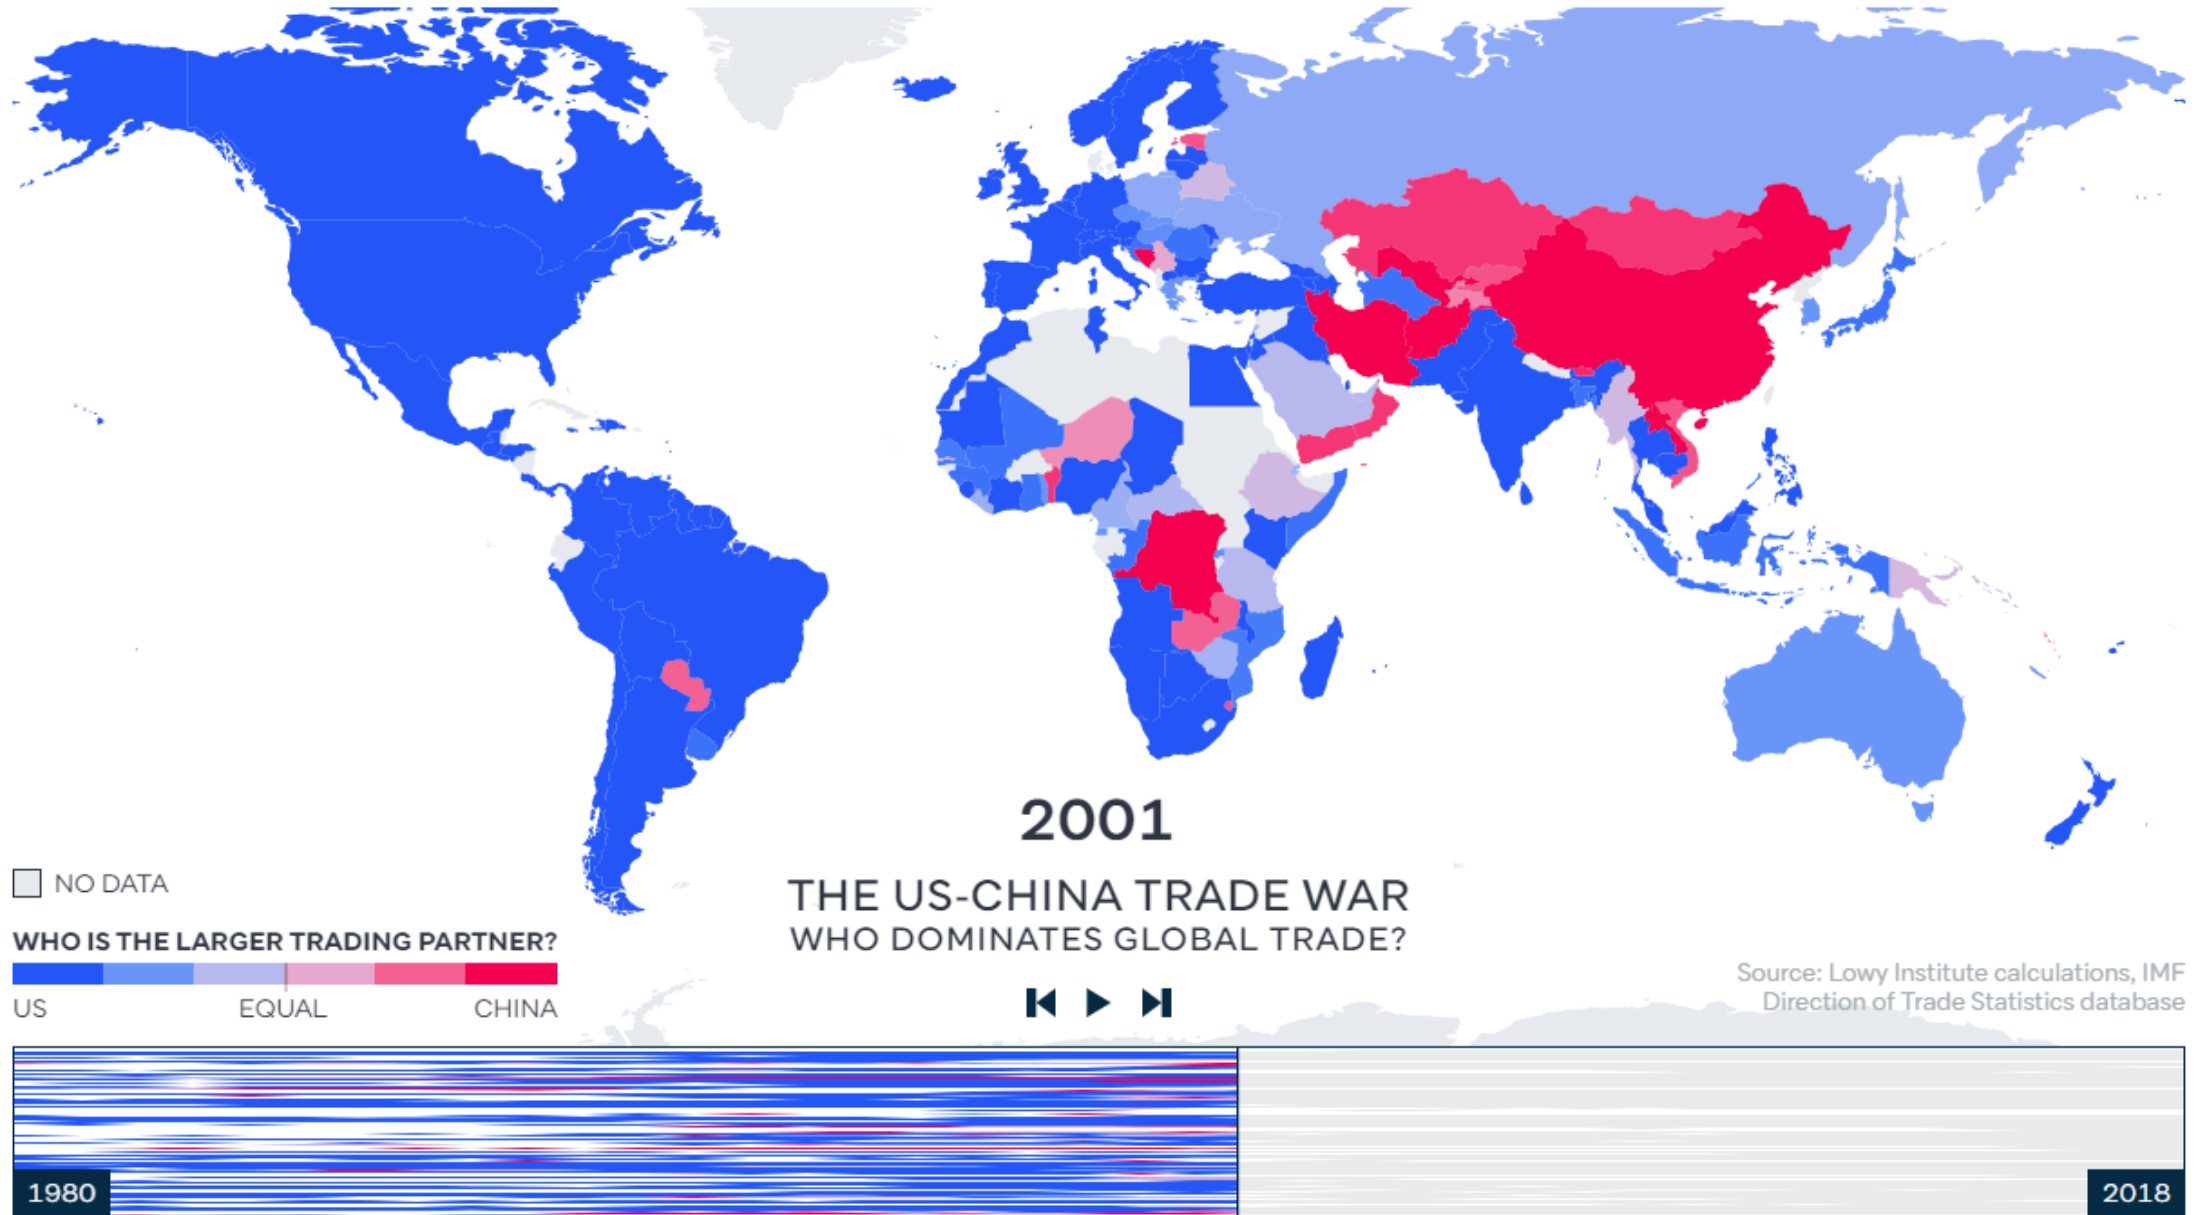 2001
THE US-CHINA TRADE WAR
WHO DOMINATES GLOBAL TRADE?
NO DATA
WHO IS THE LARGER TRADING PARTNER?
US EQUAL CHINA
Source: Lowy Institute calculations, IMF
Direction of Trade Statistics database
1980 2018